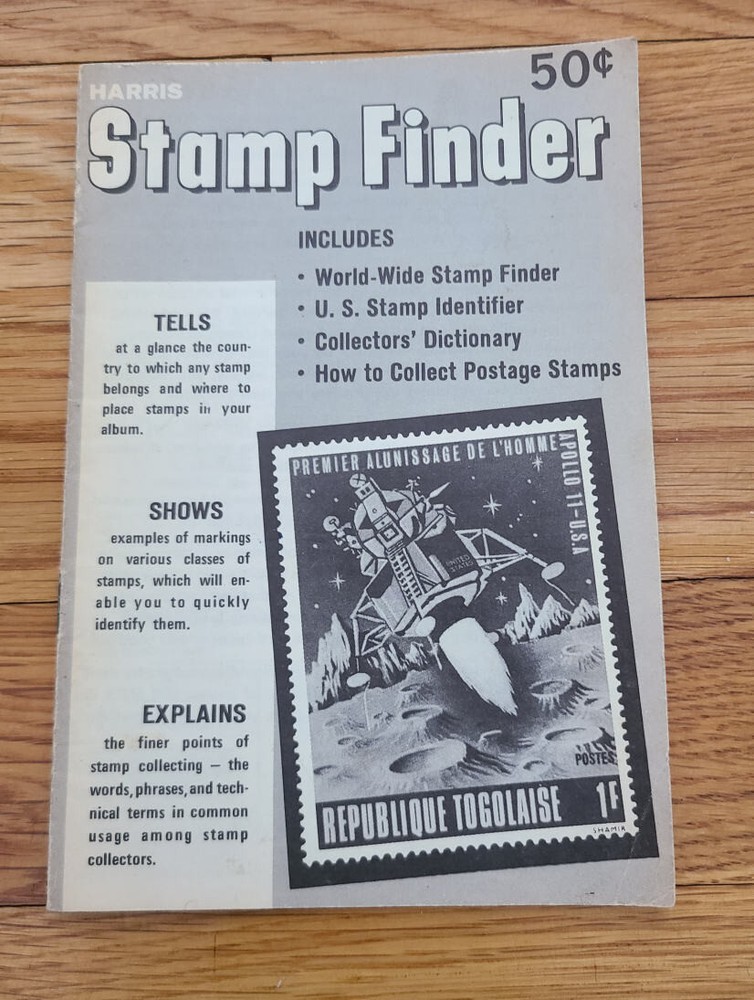 50¢
HARRIS
Stamp Finder
INCLUDES
• World-Wide Stamp Finder
• U. S. Stamp Identifier
• Collectors' Dictionary
• How to Collect Postage Stamps
TELLS
at a glance the coun-
try to which any stamp
belongs and where to
place stamps in your
album.
SHOWS
examples of markings
on various classes of
stamps, which will en-
able you to quickly
identify them.
EXPLAINS
the finer points of
stamp collecting — the
words, phrases, and tech-
nical terms in common
usage among stamp
collectors.
PREMIER ALUNISSAGE DE L'HOMME
APOLLO 11-U.S.A
UNITED
STATES
POSTES
REPUBLIQUE TOGOLAISE 1F
SHAMIR